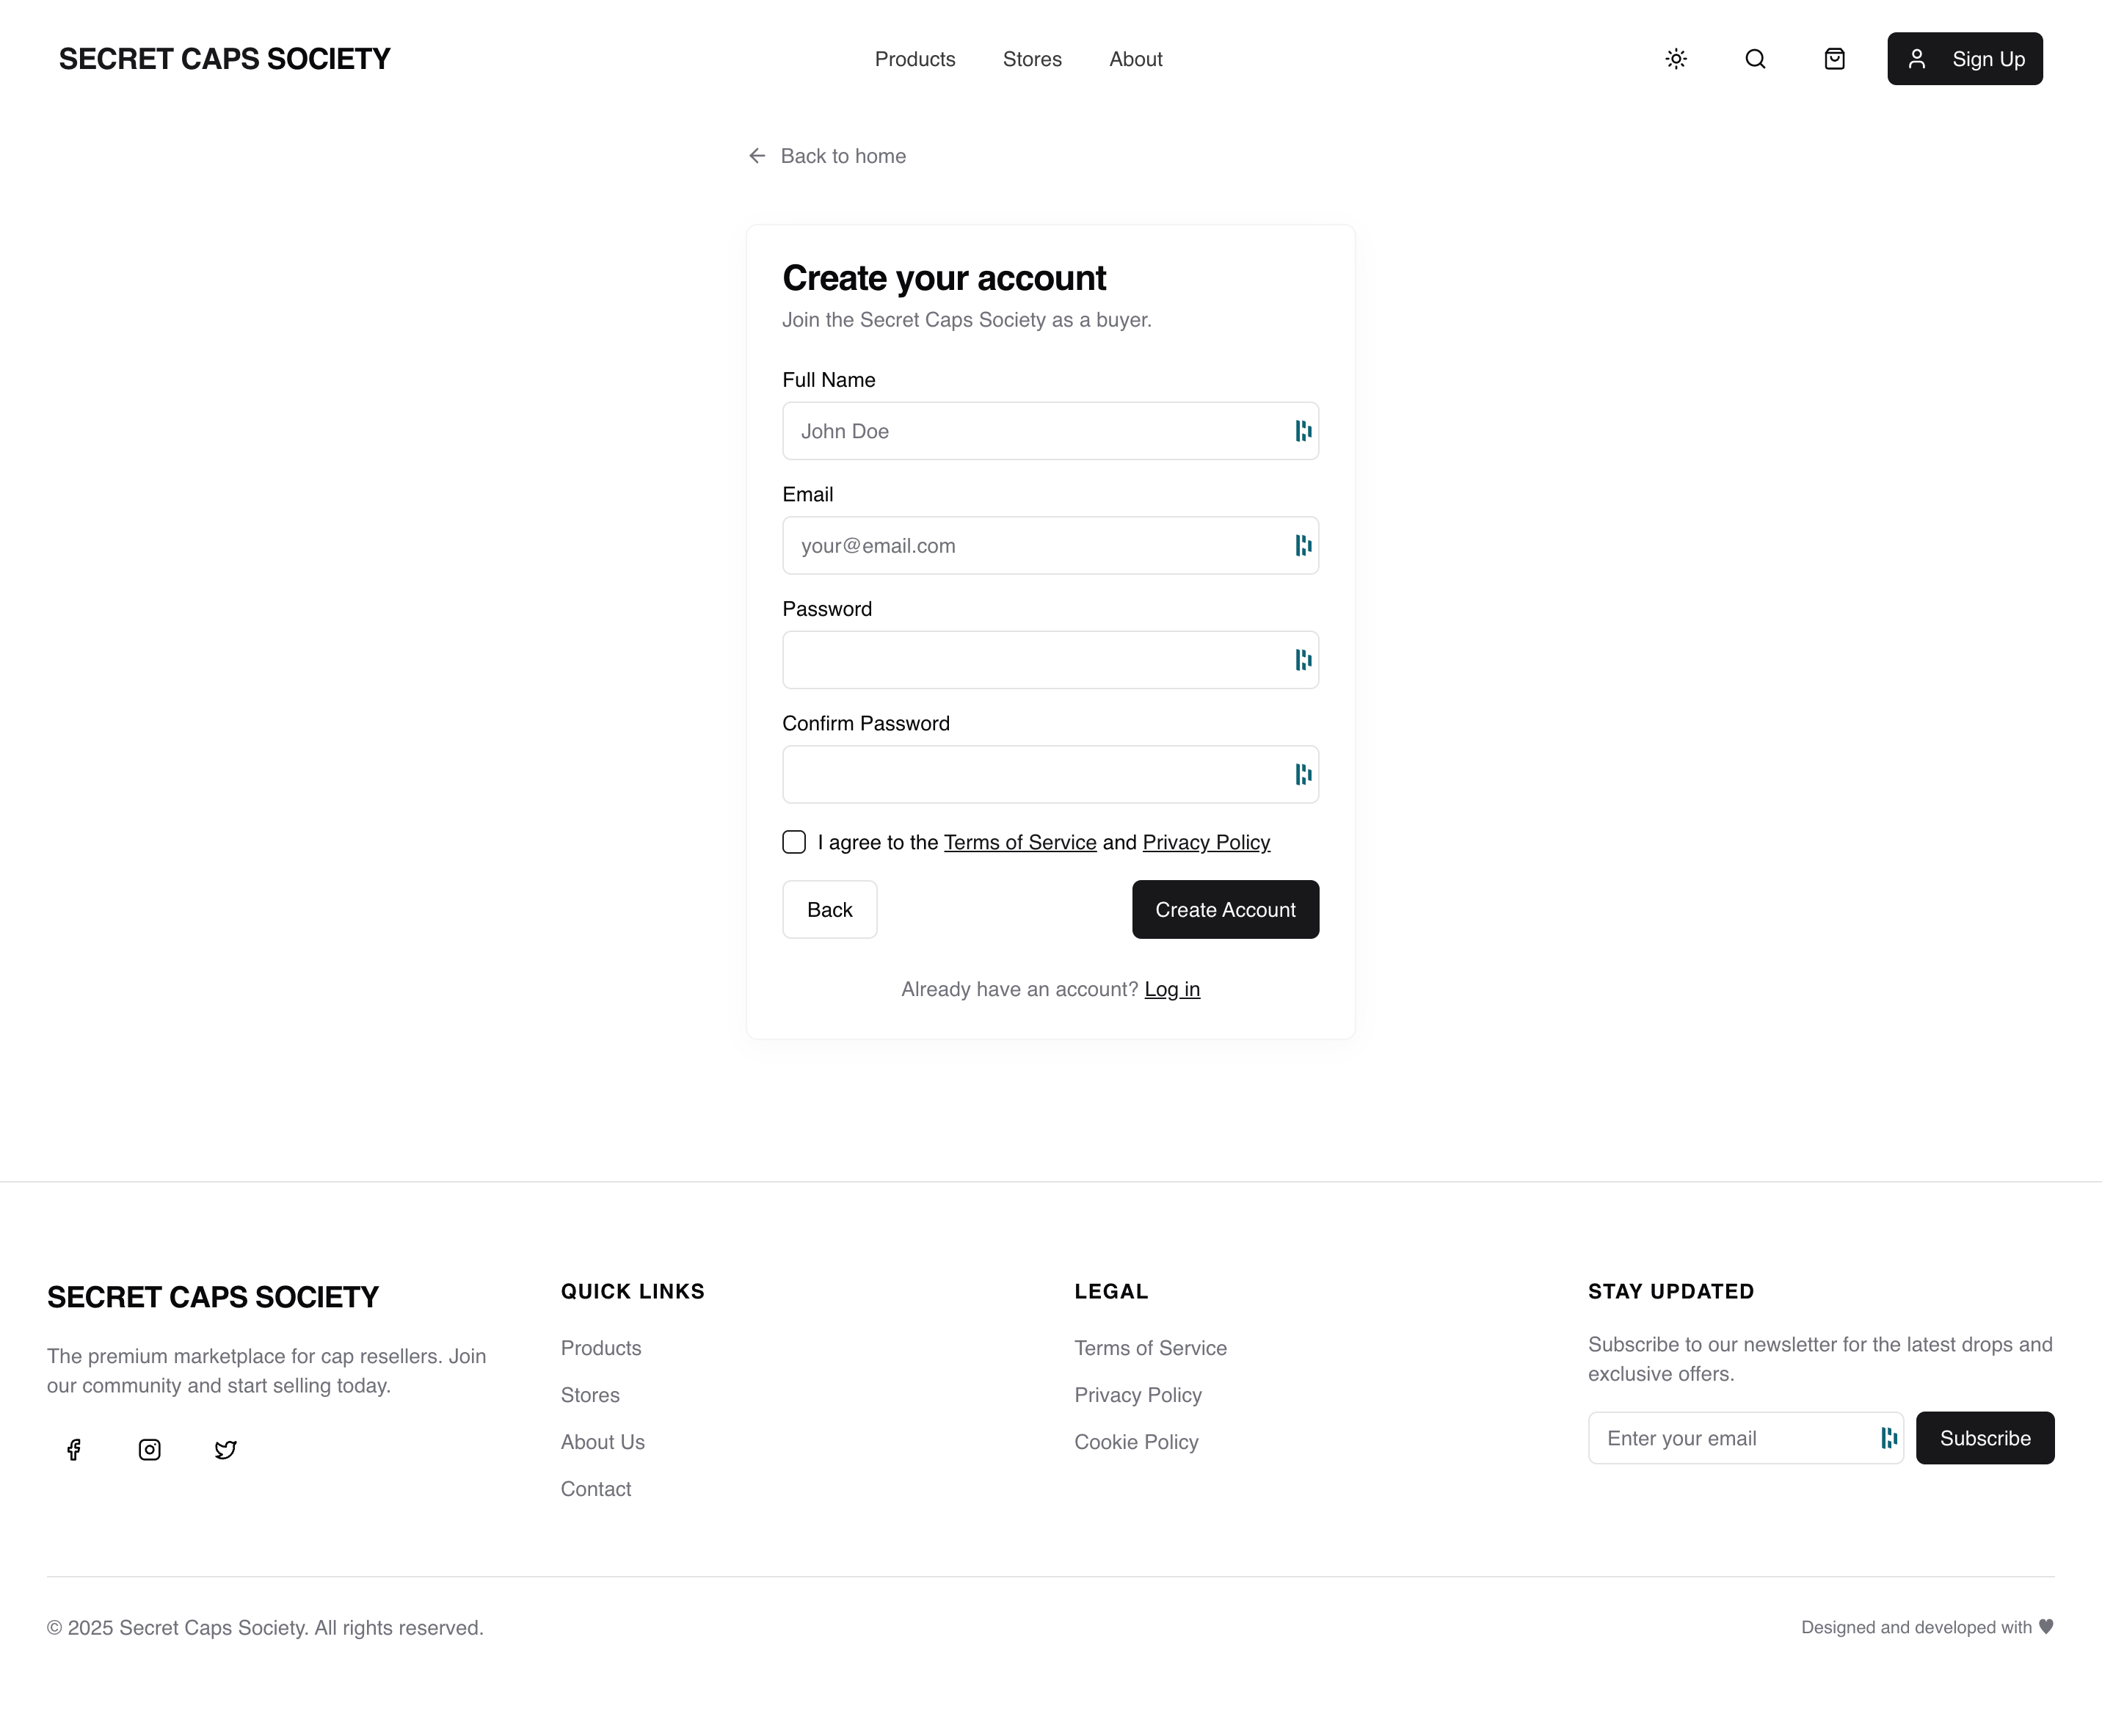 SECRET CAPS SOCIETY
Products Stores About
Sign Up
Back to home
Create your account
Join the Secret Caps Society as a buyer.
Full Name
John Doe
Email
your@email.com
Password
Confirm Password
I agree to the Terms of Service and Privacy Policy
Back
Create Account
Already have an account? Log in
SECRET CAPS SOCIETY
The premium marketplace for cap resellers. Join
our community and start selling today.
QUICK LINKS
Products
Stores
About Us
Contact
LEGAL
Terms of Service
Privacy Policy
Cookie Policy
STAY UPDATED
Subscribe to our newsletter for the latest drops and
exclusive offers.
Enter your email
Subscribe
© 2025 Secret Caps Society. All rights reserved.
Designed and developed with ♥